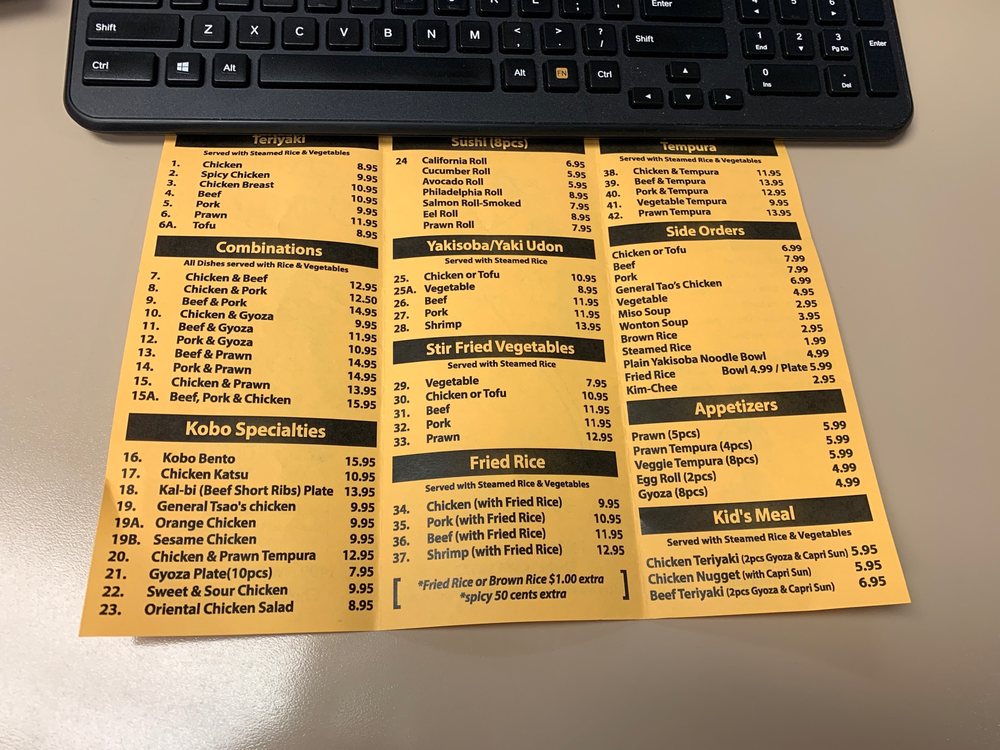 Shift Z X C V B N M < , > . ? / Shift
Enter
1 End 2 3 Pg Dn Enter
Ctrl Alt Alt FN Ctrl
0 Ins . Del
Teriyaki
Served with Steamed Rice & Vegetables
1. Chicken 8.95
2. Spicy Chicken 9.95
3. Chicken Breast 10.95
4. Beef 10.95
5. Pork 9.95
6. Prawn 11.95
6A. Tofu 8.95
Combinations
All Dishes served with Rice & Vegetables
7. Chicken & Beef 12.95
8. Chicken & Pork 12.50
9. Beef & Pork 14.95
10. Chicken & Gyoza
11. Beef & Gyoza 11.95
12. Pork & Gyoza 10.95
13. Beef & Prawn 14.95
14. Pork & Prawn 14.95
15. Chicken & Prawn 13.95
15A. Beef, Pork & Chicken 15.95
Kobo Specialties
16. Kobo Bento 15.95
17. Chicken Katsu 10.95
18. Kal-bi (Beef Short Ribs) Plate 13.95
19. General Tsao's chicken 9.95
19A. Orange Chicken 9.95
19B. Sesame Chicken 9.95
20. Chicken & Prawn Tempura 12.95
21. Gyoza Plate(10pcs) 7.95
22. Sweet & Sour Chicken 9.95
23. Oriental Chicken Salad 8.95
Sushi (8pcs)
24 California Roll 6.95
Cucumber Roll 5.95
Avocado Roll 5.95
Philadelphia Roll 8.95
Salmon Roll-Smoked 7.95
Eel Roll 8.95
Prawn Roll 7.95
Yakisoba/Yaki Udon
Served with Steamed Rice
25. Chicken or Tofu 10.95
25A. Vegetable 8.95
26. Beef 11.95
27. Pork 11.95
28. Shrimp 13.95
Stir Fried Vegetables
Served with Steamed Rice
29. Vegetable 7.95
30. Chicken or Tofu 10.95
31. Beef 11.95
32. Pork 11.95
33. Prawn 12.95
Fried Rice
Served with Steamed Rice & Vegetables
34. Chicken (with Fried Rice) 9.95
35. Pork (with Fried Rice) 10.95
36. Beef (with Fried Rice) 11.95
37. Shrimp (with Fried Rice) 12.95
[ *Fried Rice or Brown Rice $1.00 extra
*spicy 50 cents extra ]
Tempura
Served with Steamed Rice & Vegetables
38. Chicken & Tempura 11.95
39. Beef & Tempura 13.95
40. Pork & Tempura 12.95
41. Vegetable Tempura 9.95
42. Prawn Tempura 13.95
Side Orders
Chicken or Tofu 6.99
Beef 7.99
Pork 7.99
General Tao's Chicken 6.99
Vegetable 4.95
Miso Soup 2.95
Wonton Soup 3.95
Brown Rice 2.95
Steamed Rice 1.99
Plain Yakisoba Noodle Bowl 4.99
Fried Rice Bowl 4.99 / Plate 5.99
Kim-Chee 2.95
Appetizers
Prawn (5pcs) 5.99
Prawn Tempura (4pcs) 5.99
Veggie Tempura (8pcs) 5.99
Egg Roll (2pcs) 4.99
Gyoza (8pcs) 4.99
Kid's Meal
Served with Steamed Rice & Vegetables
Chicken Teriyaki (2pcs Gyoza & Capri Sun) 5.95
Chicken Nugget (with Capri Sun) 5.95
Beef Teriyaki (2pcs Gyoza & Capri Sun) 6.95